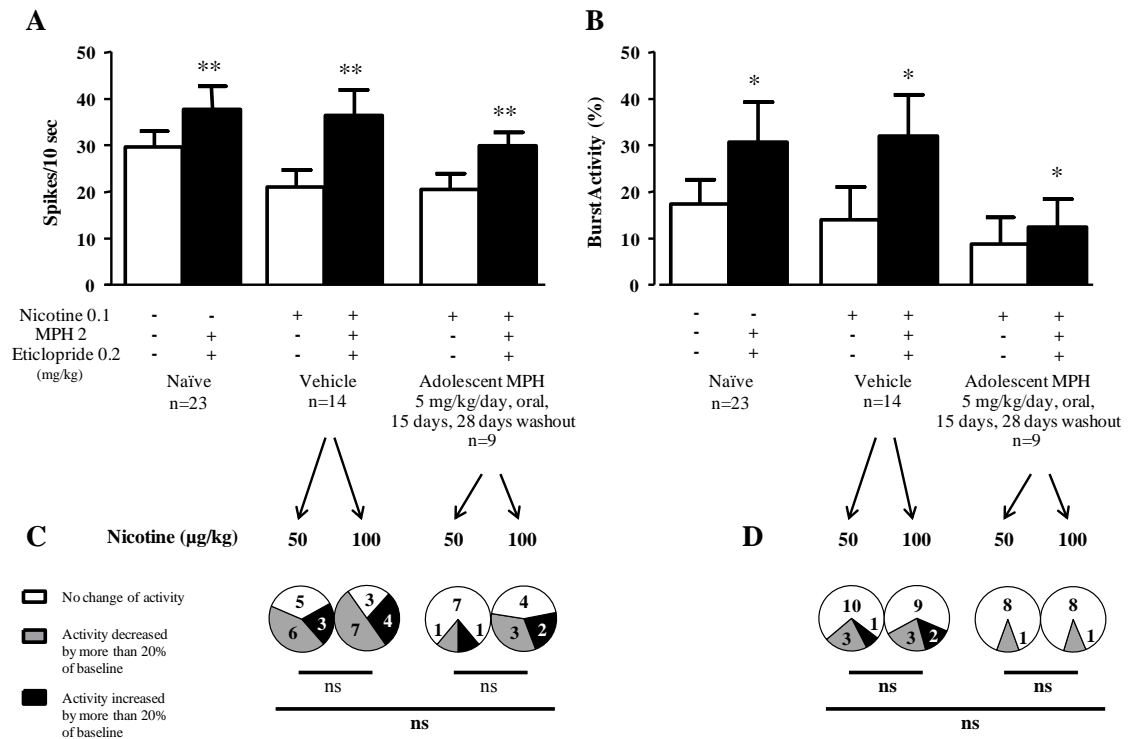 A
50
40
30
20
10
0
Spikes/10 sec
** ** **
Nicotine 0.1 - - + + + +
MPH 2 - + - + - +
Eticlopride 0.2 - + - + - +
(mg/kg)
Naïve
n=23
Vehicle
n=14
Adolescent MPH
5 mg/kg/day, oral,
15 days, 28 days washout
n=9
B
50
40
30
20
10
0
Burst Activity (%)
* * *
- - + + + +
- + - + - +
- + - + - +
Naïve
n=23
Vehicle
n=14
Adolescent MPH
5 mg/kg/day, oral,
15 days, 28 days washout
n=9
C
Nicotine (µg/kg) 50 100 50 100
No change of activity
Activity decreased
by more than 20%
of baseline
Activity increased
by more than 20%
of baseline
5 3 6
3 4 7
7 1 1
4 2 3
ns ns
ns
D
50 100 50 100
10 1 3
9 2 3
8 1
8 1
ns ns
ns